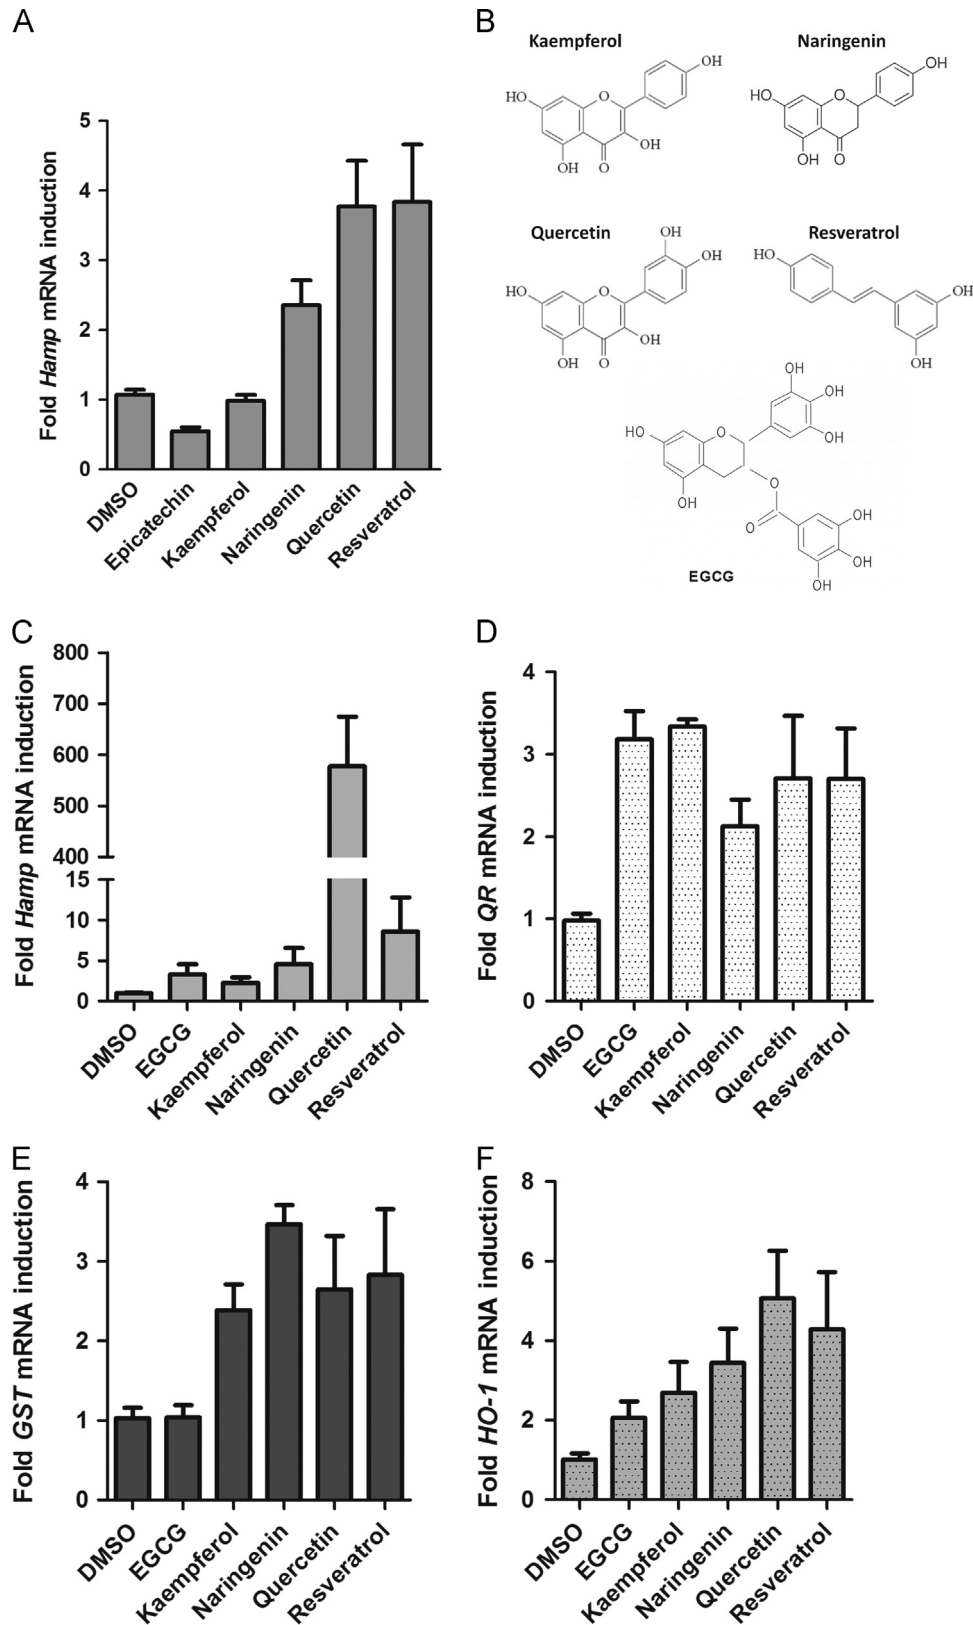 A
Fold Hamp mRNA induction
5
4
3
2
1
0
DMSO
Epicatechin
Kaempferol
Naringenin
Quercetin
Resveratrol
B
Kaempferol
OH
HO
O
OH
OH
O
Naringenin
OH
HO
O
OH
O
Quercetin
OH
OH
HO
O
OH
OH
O
Resveratrol
HO
OH
OH
OH
OH
HO
O
OH
OH
O
O
OH
OH
OH
EGCG
C
Fold Hamp mRNA induction
800
700
600
500
400
15
10
5
0
DMSO
EGCG
Kaempferol
Naringenin
Quercetin
Resveratrol
D
Fold QR mRNA induction
4
3
2
1
0
DMSO
EGCG
Kaempferol
Naringenin
Quercetin
Resveratrol
E
Fold GST mRNA induction
4
3
2
1
0
DMSO
EGCG
Kaempferol
Naringenin
Quercetin
Resveratrol
F
Fold HO-1 mRNA induction
8
6
4
2
0
DMSO
EGCG
Kaempferol
Naringenin
Quercetin
Resveratrol